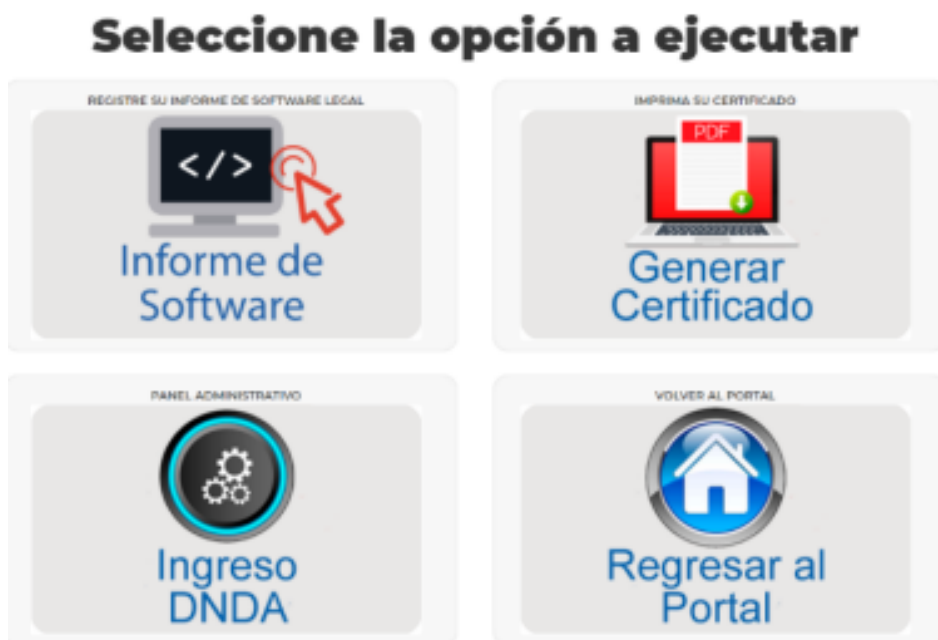 Seleccione la opción a ejecutar
REGISTRE SU INFORME DE SOFTWARE LEGAL
</>
Informe de
Software
IMPRIMA SU CERTIFICADO
PDF
Generar
Certificado
PANEL ADMINISTRATIVO
Ingreso
DNDA
VOLVER AL PORTAL
Regresar al
Portal